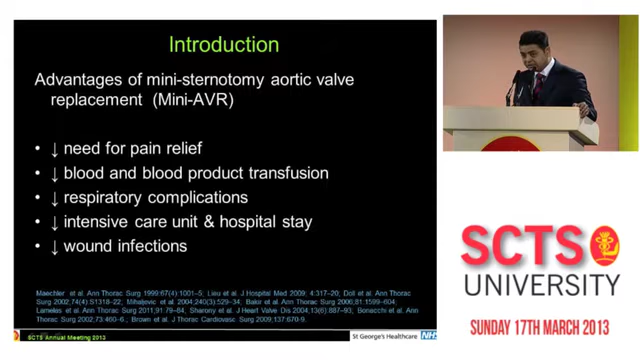 Introduction
Advantages of mini-sternotomy aortic valve
replacement (Mini-AVR)
• ↓ need for pain relief
• ↓ blood and blood product transfusion
• ↓ respiratory complications
• ↓ intensive care unit & hospital stay
• ↓ wound infections
Maechler et al. Ann Thorac Surg 1999:67(4):1001–5; Lieu et al. J Hospital Med 2009: 4:317–20; Doll et al. Ann Thorac
Surg 2002:74(4):S1318–22; Mihaljevic et al. 2004;240(3):529–34; Bakir et al. Ann Thorac Surg 2006;81:1599–604;
Lamelas et al. Ann Thorac Surg 2011;91:79–84; Sharony et al. J Heart Valve Dis 2004;13(6):887–93; Bonacchi et al. Ann
Thorac Surg 2002:73:460–6.; Brown et al. J Thorac Cardiovasc Surg 2009;137:670-9.
SCTS Annual Meeting 2013
St George's Healthcare NHS
SCTS
UNIVERSITY
SUNDAY 17TH MARCH 2013